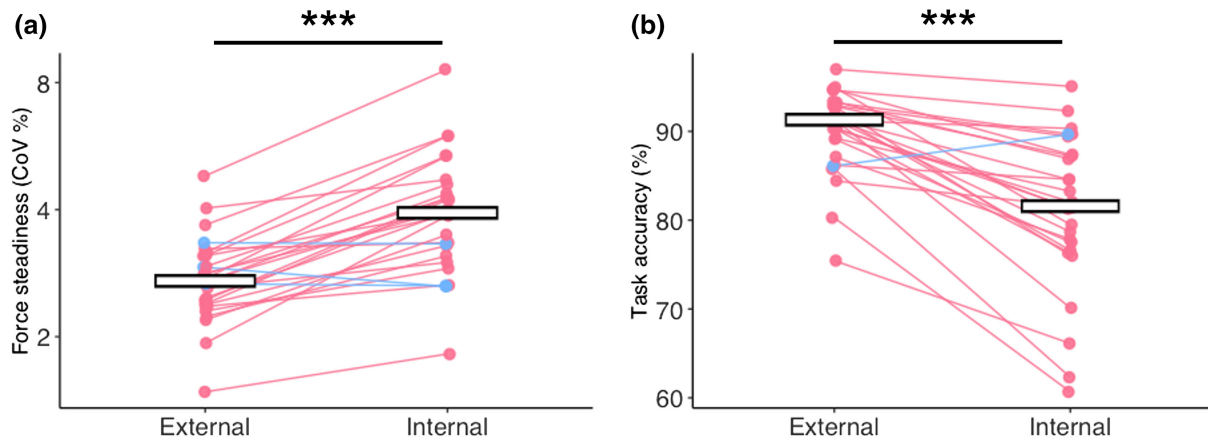 (a)
***
Force steadiness (CoV %)
8
4
2
External
Internal
(b)
***
Task accuracy (%)
90
80
70
60
External
Internal